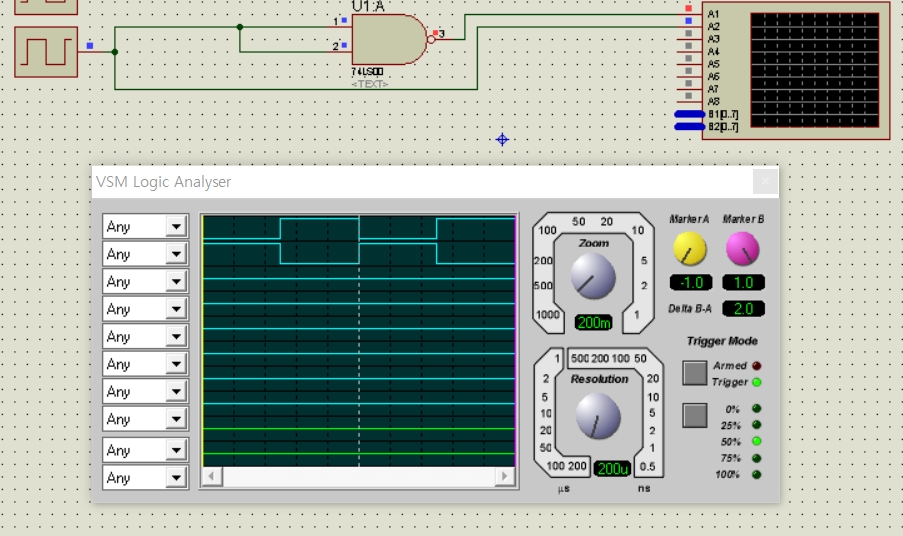 U1:A
1
2
3
74LS00
<TEXT>
A1
A2
A3
A4
A5
A6
A7
A8
B1[0..7]
B2[0..7]
VSM Logic Analyser
Any
Any
Any
Any
Any
Any
Any
Any
Any
Any
Zoom
1000
500
200
100
50
20
10
5
2
1
200m
Resolution
1
2
5
10
20
50
100 200
500 200 100 50
20
10
5
2
1
0.5
200u
µs
ns
Marker A
Marker B
-1.0
1.0
Delta B-A
2.0
Trigger Mode
Armed
Trigger
0%
25%
50%
75%
100%